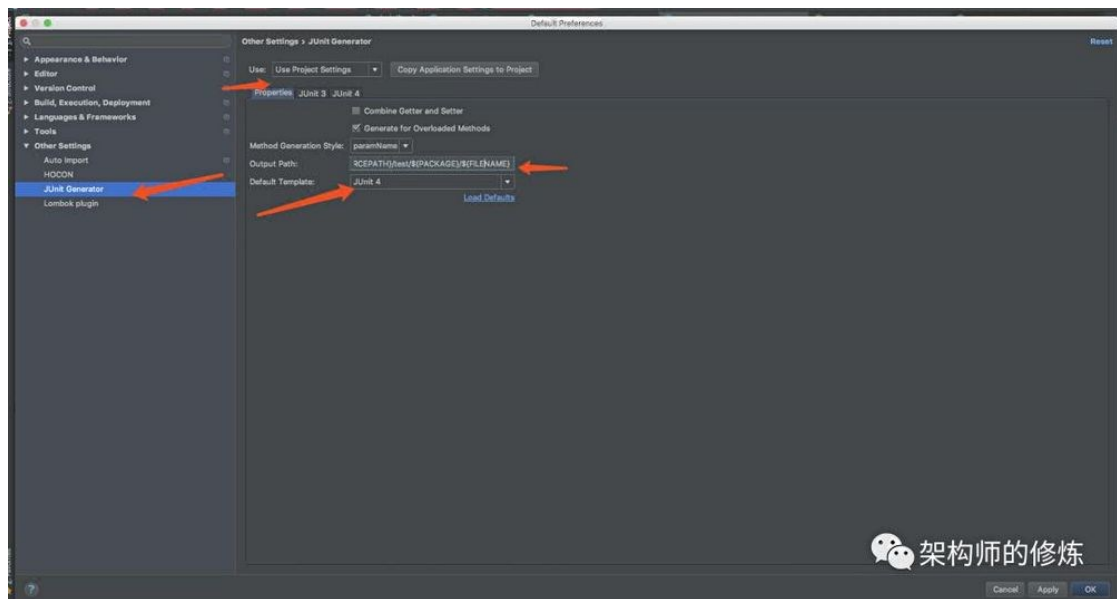 Default Preferences
Other Settings › JUnit Generator
Reset
Appearance & Behavior
Editor
Version Control
Build, Execution, Deployment
Languages & Frameworks
Tools
Other Settings
Auto Import
HOCON
JUnit Generator
Lombok plugin
Use: Use Project Settings Copy Application Settings to Project
Properties JUnit 3 JUnit 4
Combine Getter and Setter
Generate for Overloaded Methods
Method Generation Style: paramName
Output Path: RCEPATH}/test/${PACKAGE}/${FILENAME}
Default Template: JUnit 4
Load Defaults
架构师的修炼
? Cancel Apply OK